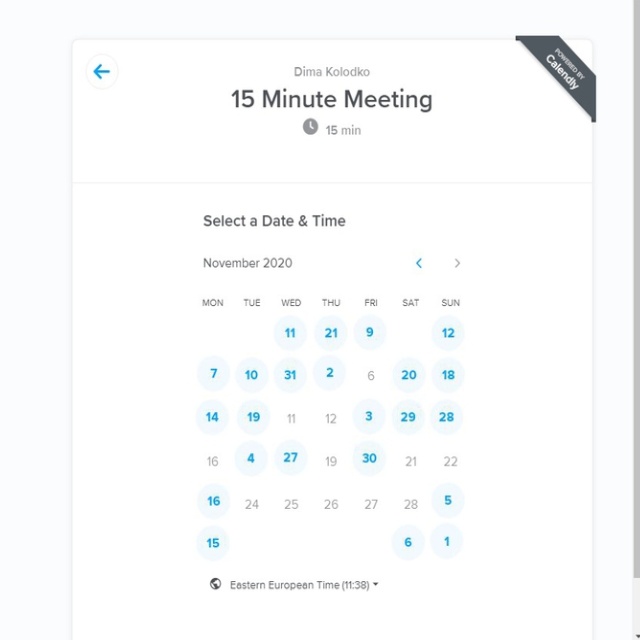 Dima Kolodko
15 Minute Meeting
15 min
POWERED BY
Calendly
Select a Date & Time
November 2020
MON TUE WED THU FRI SAT SUN
11 21 9 12
7 10 31 2 6 20 18
14 19 11 12 3 29 28
16 4 27 19 30 21 22
16 24 25 26 27 28 5
15 6 1
Eastern European Time (11:38)